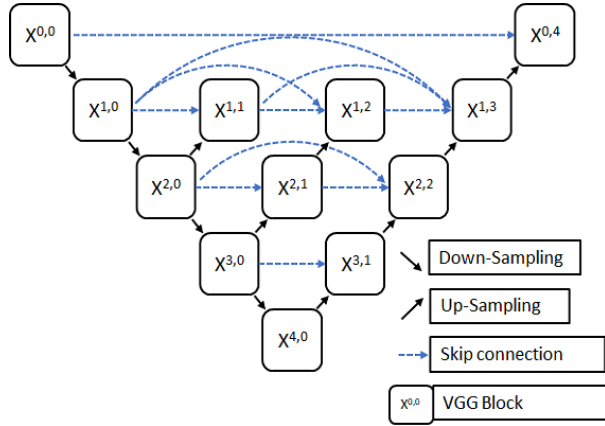 X0,0 X0,4
X1,0 X1,1 X1,2 X1,3
X2,0 X2,1 X2,2
X3,0 X3,1
X4,0
Down-Sampling
Up-Sampling
Skip connection
X0,0 VGG Block